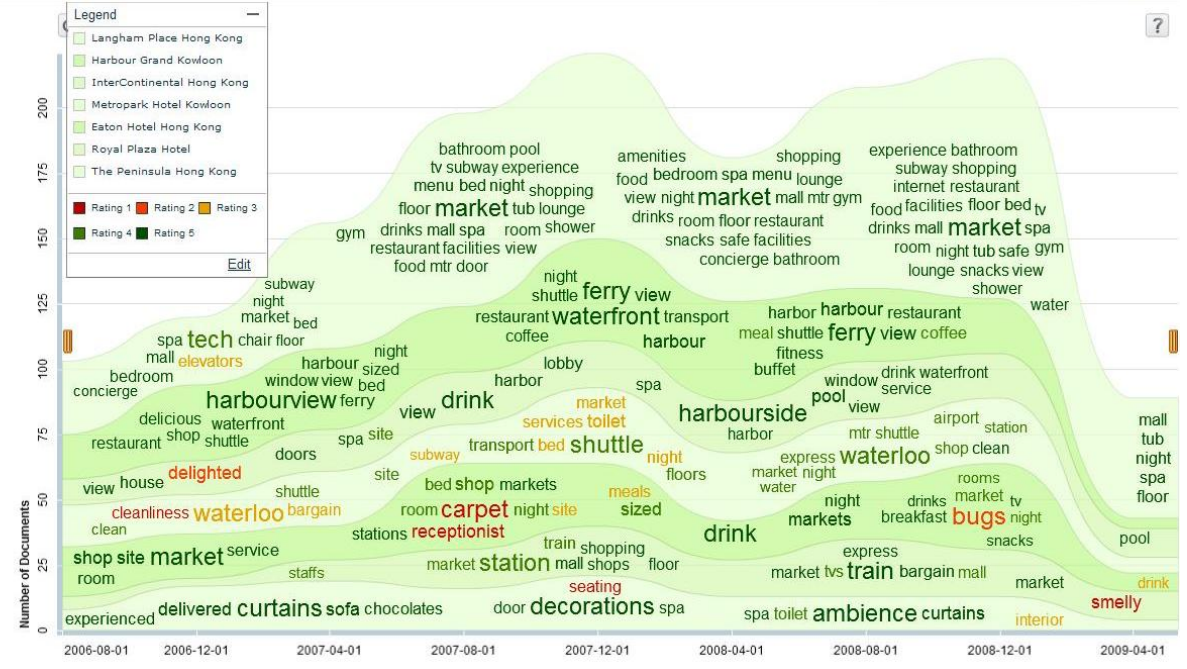 Legend —
Langham Place Hong Kong
Harbour Grand Kowloon
InterContinental Hong Kong
Metropark Hotel Kowloon
Eaton Hotel Hong Kong
Royal Plaza Hotel
The Peninsula Hong Kong
Rating 1 Rating 2 Rating 3
Rating 4 Rating 5
Edit
?
Number of Documents
200
175
150
125
100
75
50
25
0
bathroom pool
tv subway experience
menu bed night shopping
floor market tub lounge
gym drinks mall spa room shower
restaurant facilities view
food mtr door
amenities shopping
food bedroom spa menu lounge
view night market mall mtr gym
drinks room floor restaurant
snacks safe facilities
concierge bathroom
experience bathroom
subway shopping
internet restaurant
food facilities floor bed tv
drinks mall market spa
room night tub safe gym
lounge snacks view
shower
water
subway
night
market bed
spa tech chair floor
mall elevators
bedroom
concierge
mall
tub
night
spa
floor
night
shuttle ferry view
restaurant waterfront transport
coffee harbour
harbor harbour restaurant
meal shuttle ferry view coffee
fitness
buffet
night
harbour sized
window view bed
harbourview ferry
delicious waterfront
restaurant shop shuttle
lobby
harbor spa
view drink
harbourside
harbor
drink waterfront
window service
pool view
spa site
doors
delighted
view house
pool
market
services toilet
transport bed shuttle
subway night
site floors
airport station
mtr shuttle
express waterloo shop clean
market night
water
shuttle
cleanliness waterloo bargain
clean
bed shop markets
room carpet night site
stations receptionist
meals
sized
drink
night
markets
rooms
drinks market tv
breakfast bugs night
snacks
shop site market service
room
staffs
train shopping
market station mall shops floor
express
market tvs train bargain mall
market
drink
smelly
seating
experienced delivered curtains sofa chocolates
door decorations spa
spa toilet ambience curtains
interior
2006-08-01 2006-12-01 2007-04-01 2007-08-01 2007-12-01 2008-04-01 2008-08-01 2008-12-01 2009-04-01